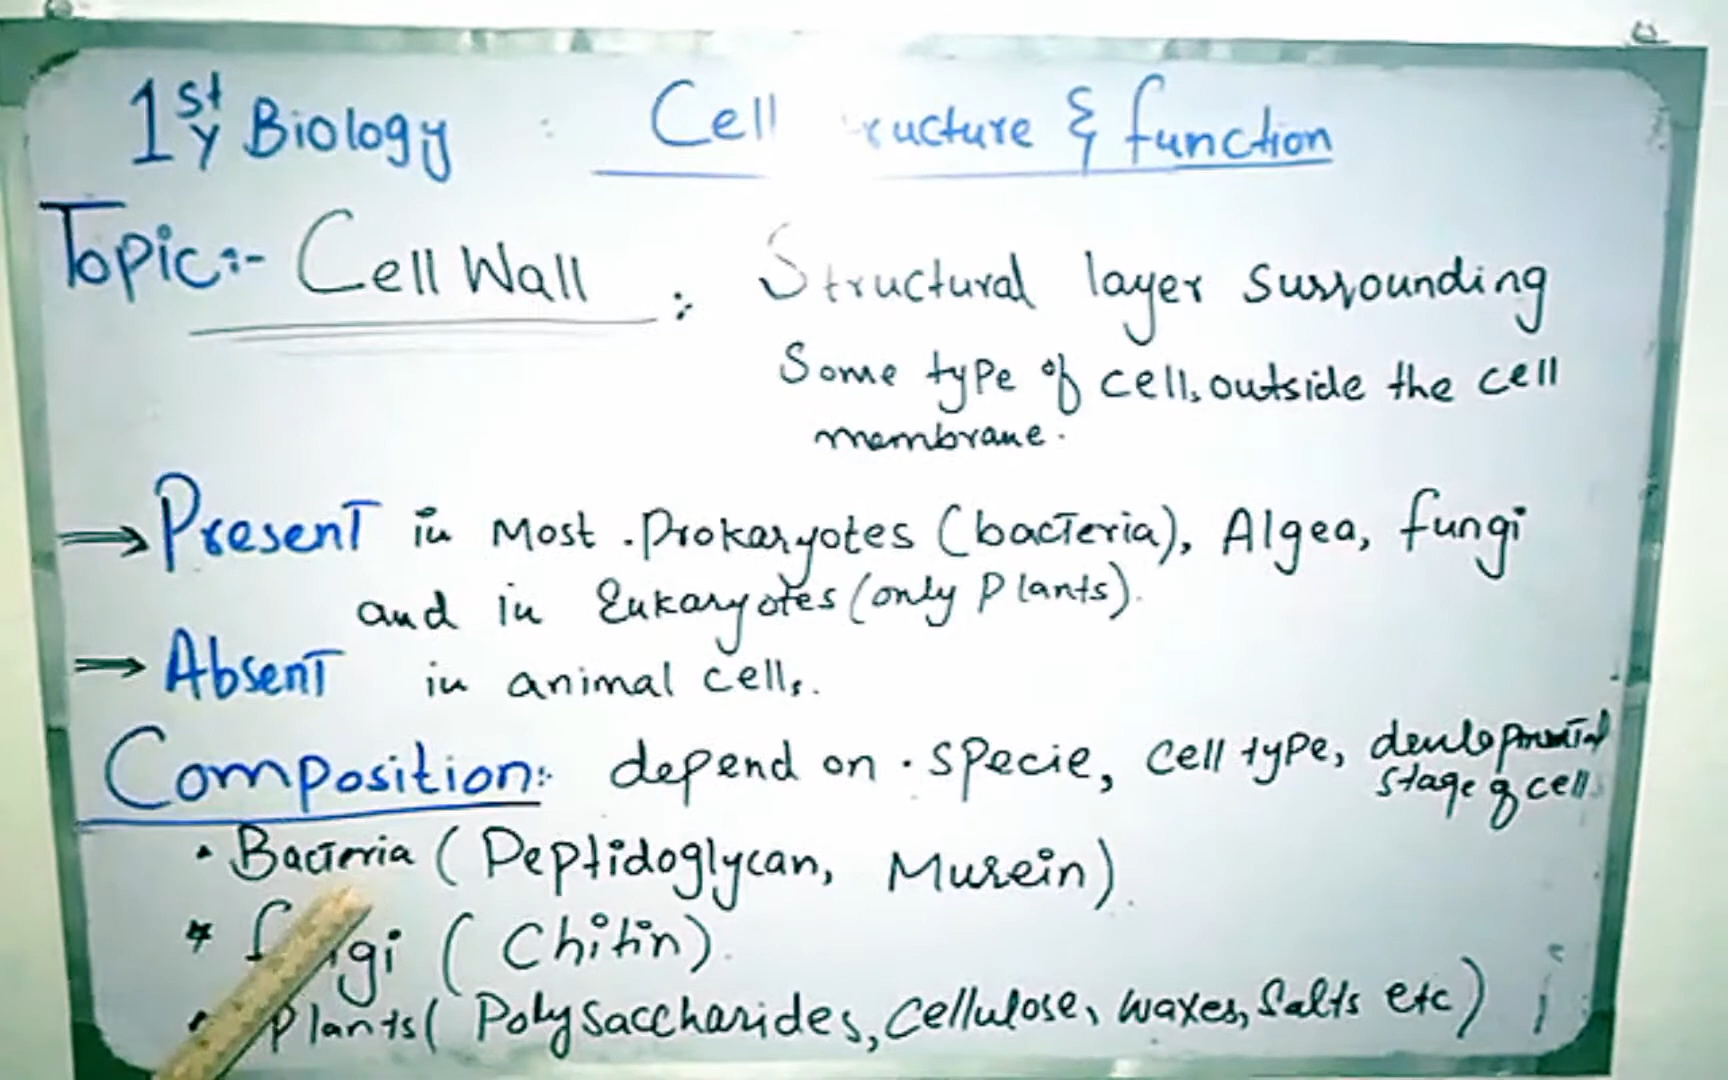 1st y Biology : Cell ructure & function
Topic:- Cell Wall : Structural layer surrounding
Some type of cells outside the cell
membrane.
⇒ Present in Most . Prokaryotes (bacteria), Algea, fungi
and in Eukaryotes (only Plants).
⇒ Absent in animal cells.
Composition: depend on . specie, cell type, developmental
stage of cell
• Bacteria (Peptidoglycan, Murein)
* gi (Chitin).
Plants (Polysaccharides, cellulose, waxes, Salts etc)